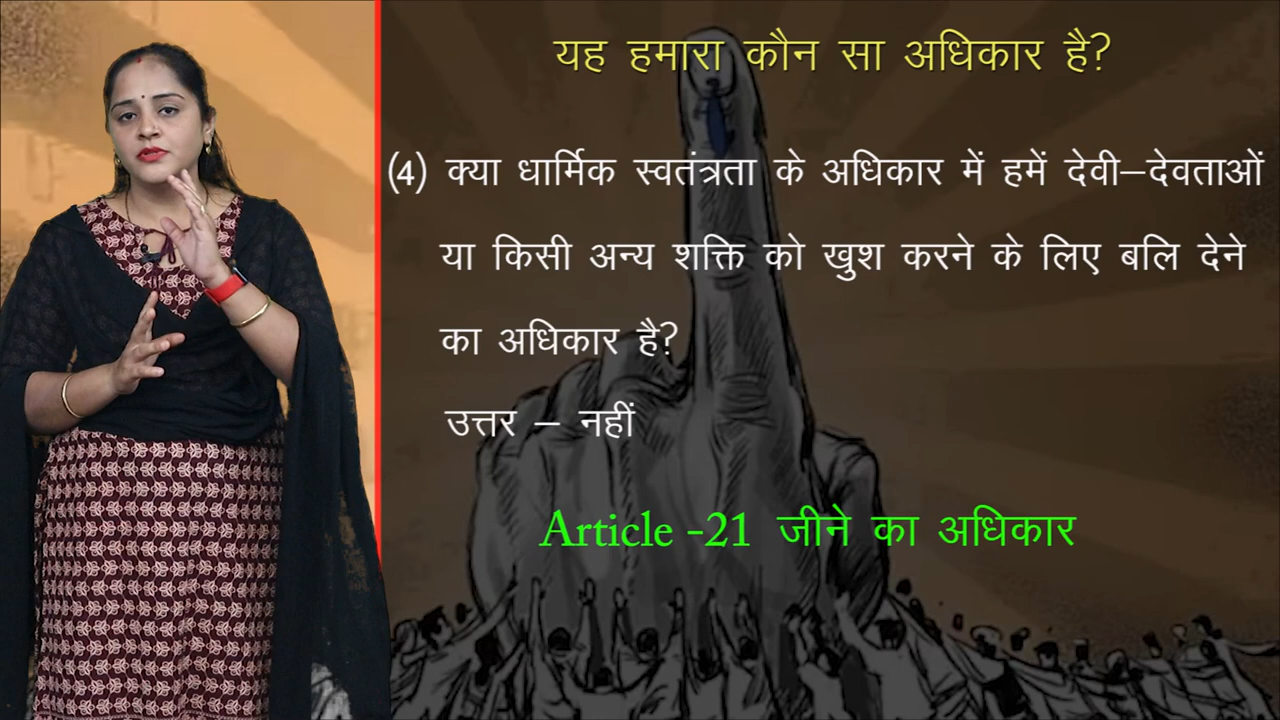 यह हमारा कौन सा अधिकार है?
(4) क्या धार्मिक स्वतंत्रता के अधिकार में हमें देवी–देवताओं
या किसी अन्य शक्ति को खुश करने के लिए बलि देने
का अधिकार है?
उत्तर – नहीं
Article -21 जीने का अधिकार